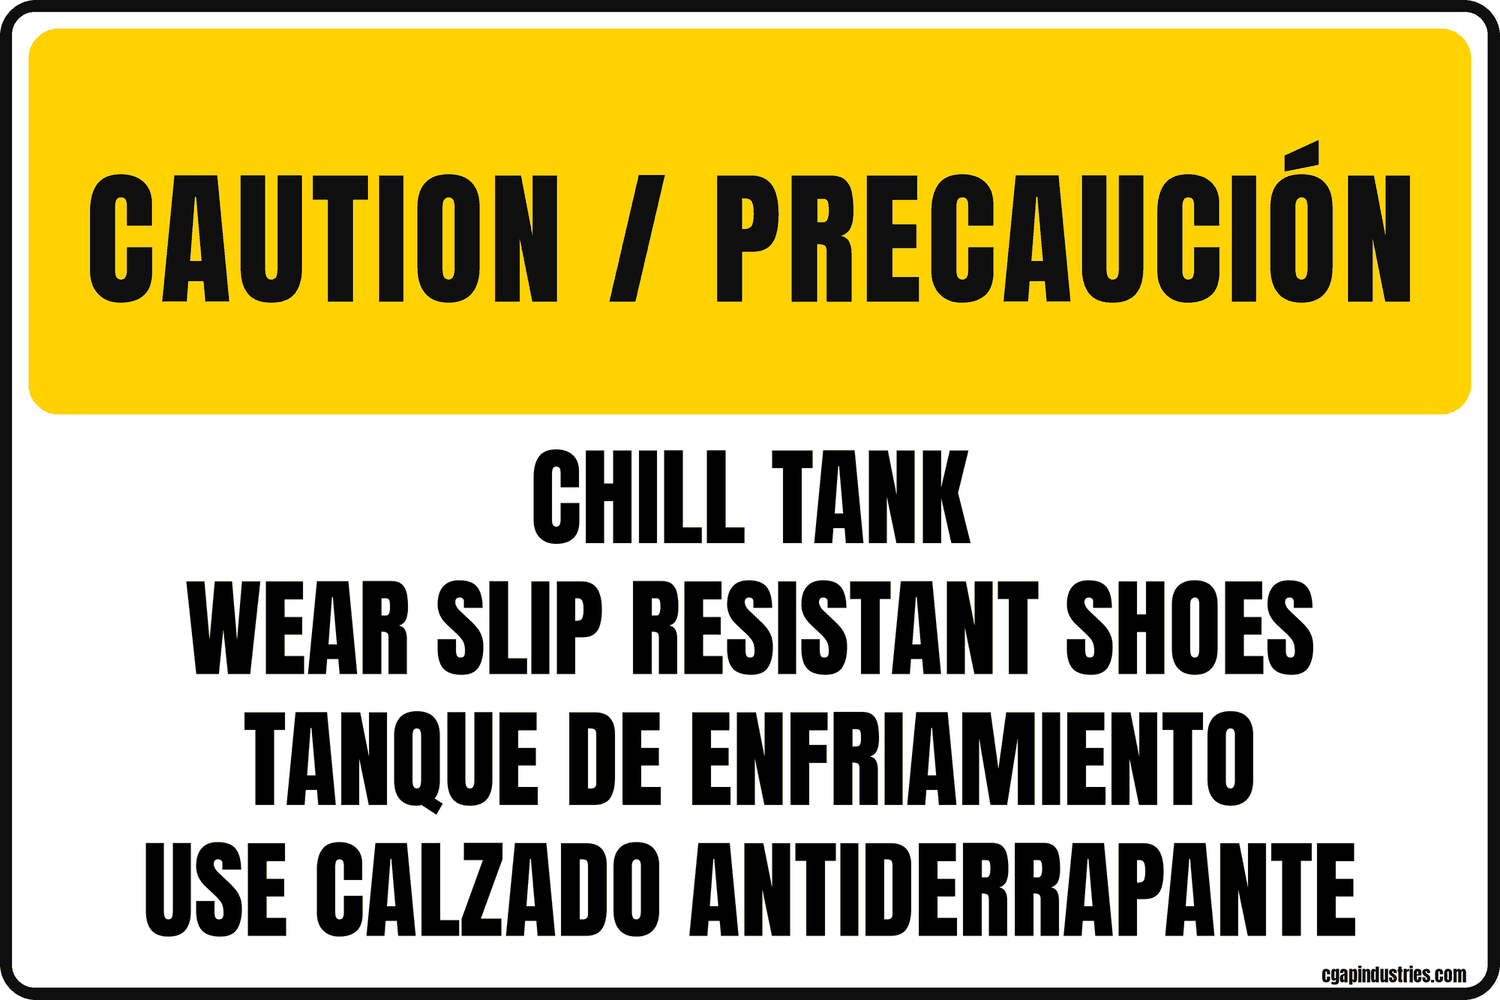 CAUTION / PRECAUCIÓN
CHILL TANK
WEAR SLIP RESISTANT SHOES
TANQUE DE ENFRIAMIENTO
USE CALZADO ANTIDERRAPANTE
cgapindustries.com